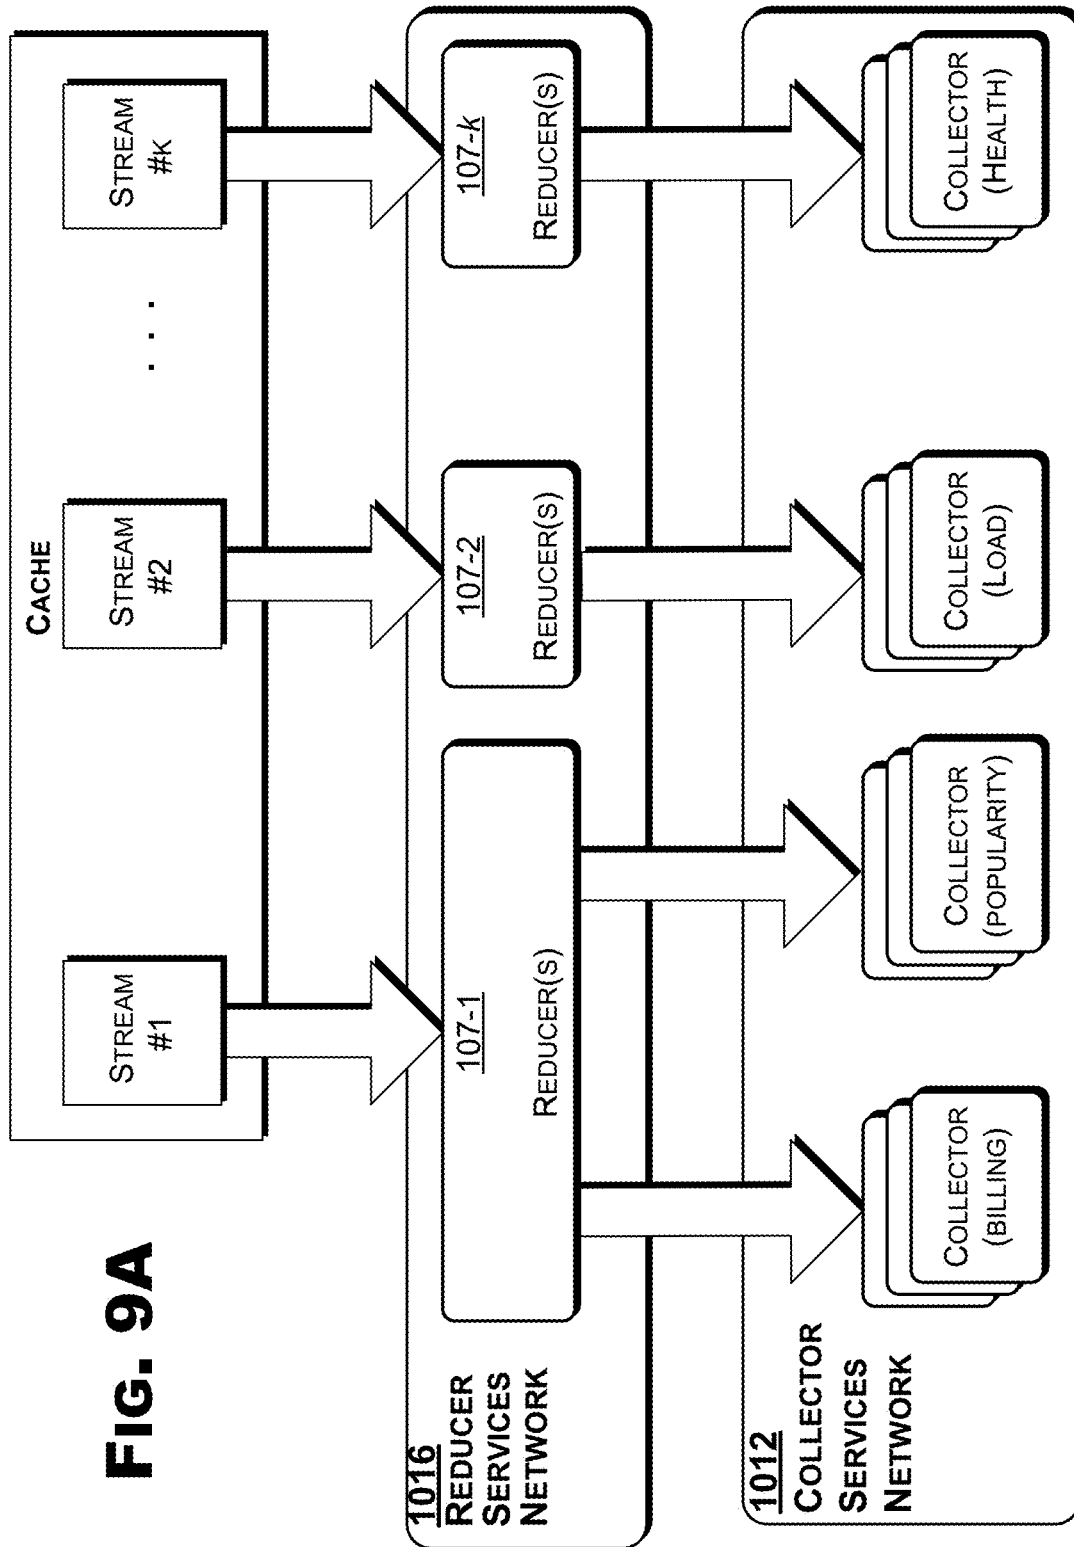 FIG. 9A
CACHE
STREAM
#1
STREAM
#2
. . .
STREAM
#K
1016
REDUCER
SERVICES
NETWORK
107-1
REDUCER(S)
107-2
REDUCER(S)
107-k
REDUCER(S)
1012
COLLECTOR
SERVICES
NETWORK
COLLECTOR
(BILLING)
COLLECTOR
(POPULARITY)
COLLECTOR
(LOAD)
COLLECTOR
(HEALTH)